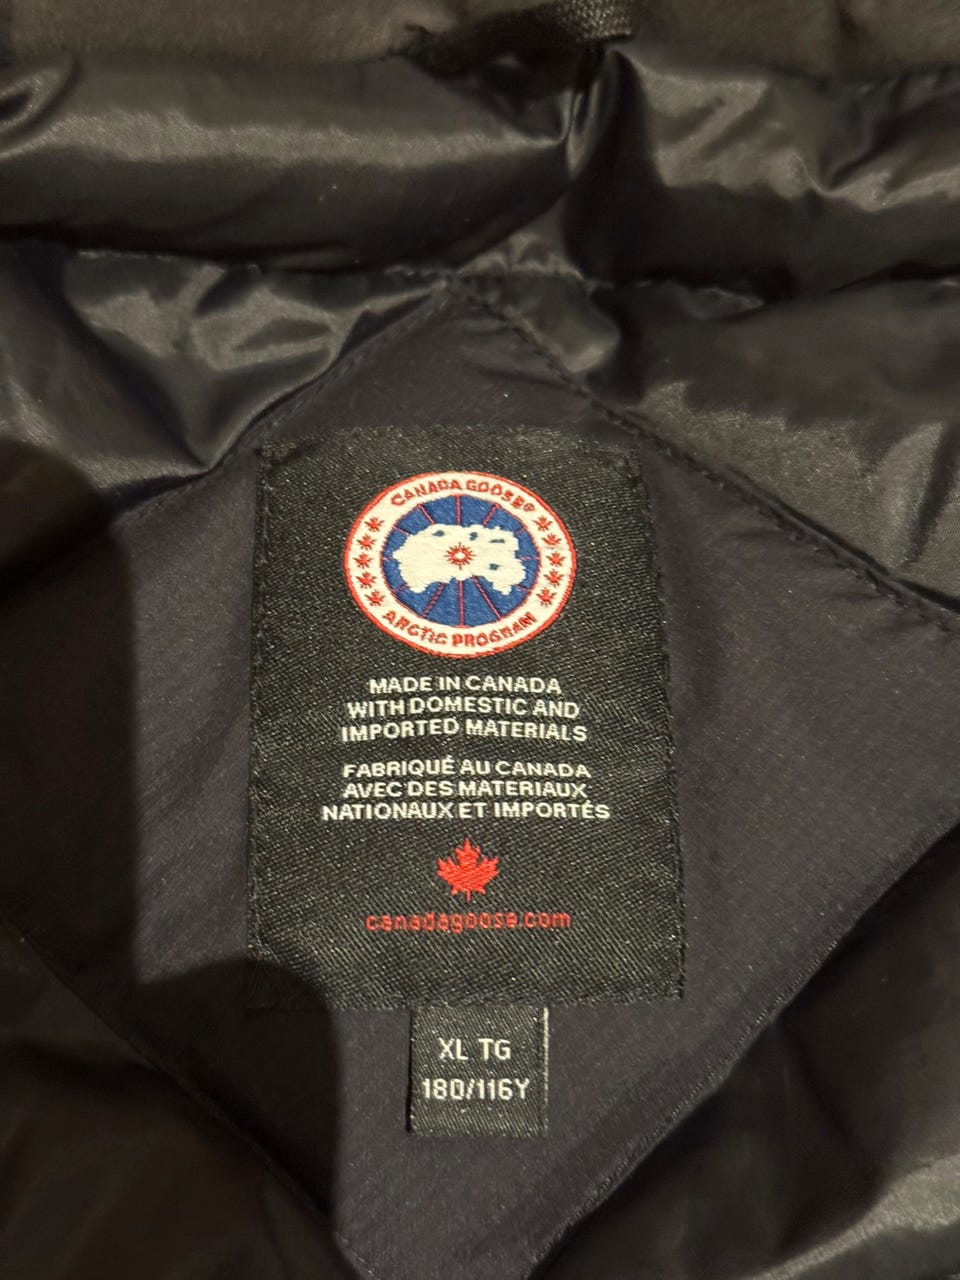 CANADA GOOSE®
ARCTIC PROGRAM
MADE IN CANADA
WITH DOMESTIC AND
IMPORTED MATERIALS
FABRIQUÉ AU CANADA
AVEC DES MATERIAUX
NATIONAUX ET IMPORTÉS
canadagoose.com
XL TG
180/116Y